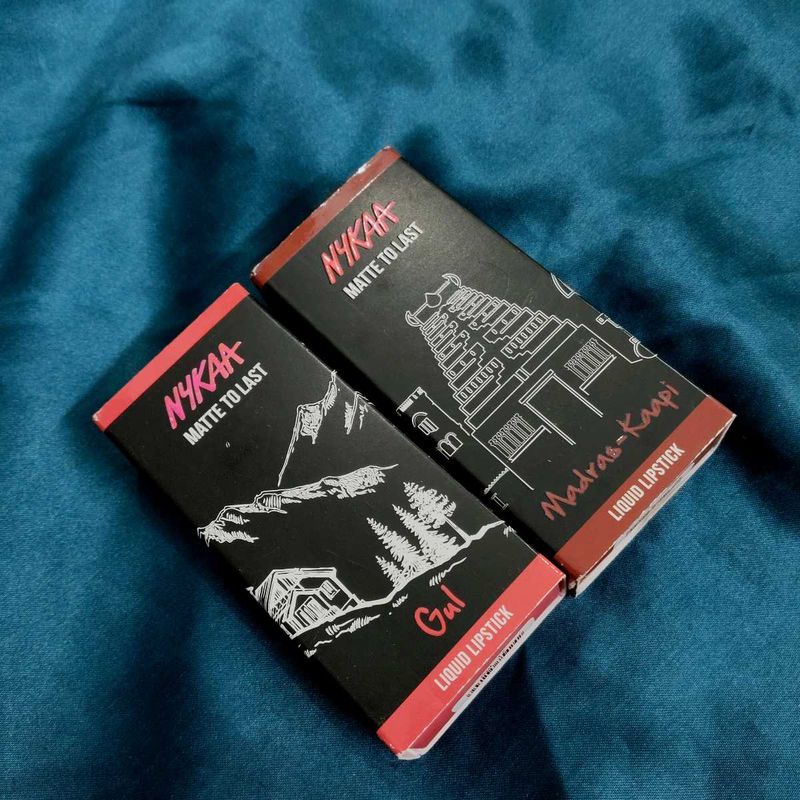 NYKAA
MATTE TO LAST
Gul
LIQUID LIPSTICK
NYKAA
MATTE TO LAST
Madras-Kaapi
LIQUID LIPSTICK